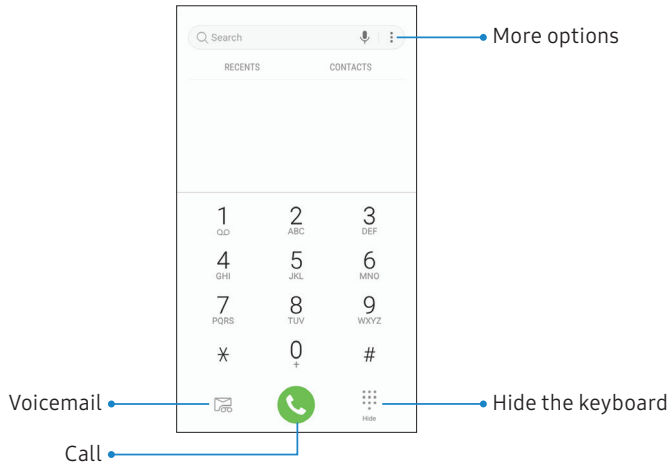 Search
More options
RECENTS CONTACTS
1 2 3
ABC DEF
4 5 6
GHI JKL MNO
7 8 9
PQRS TUV WXYZ
* 0 #
+
Voicemail
Hide
Hide the keyboard
Call